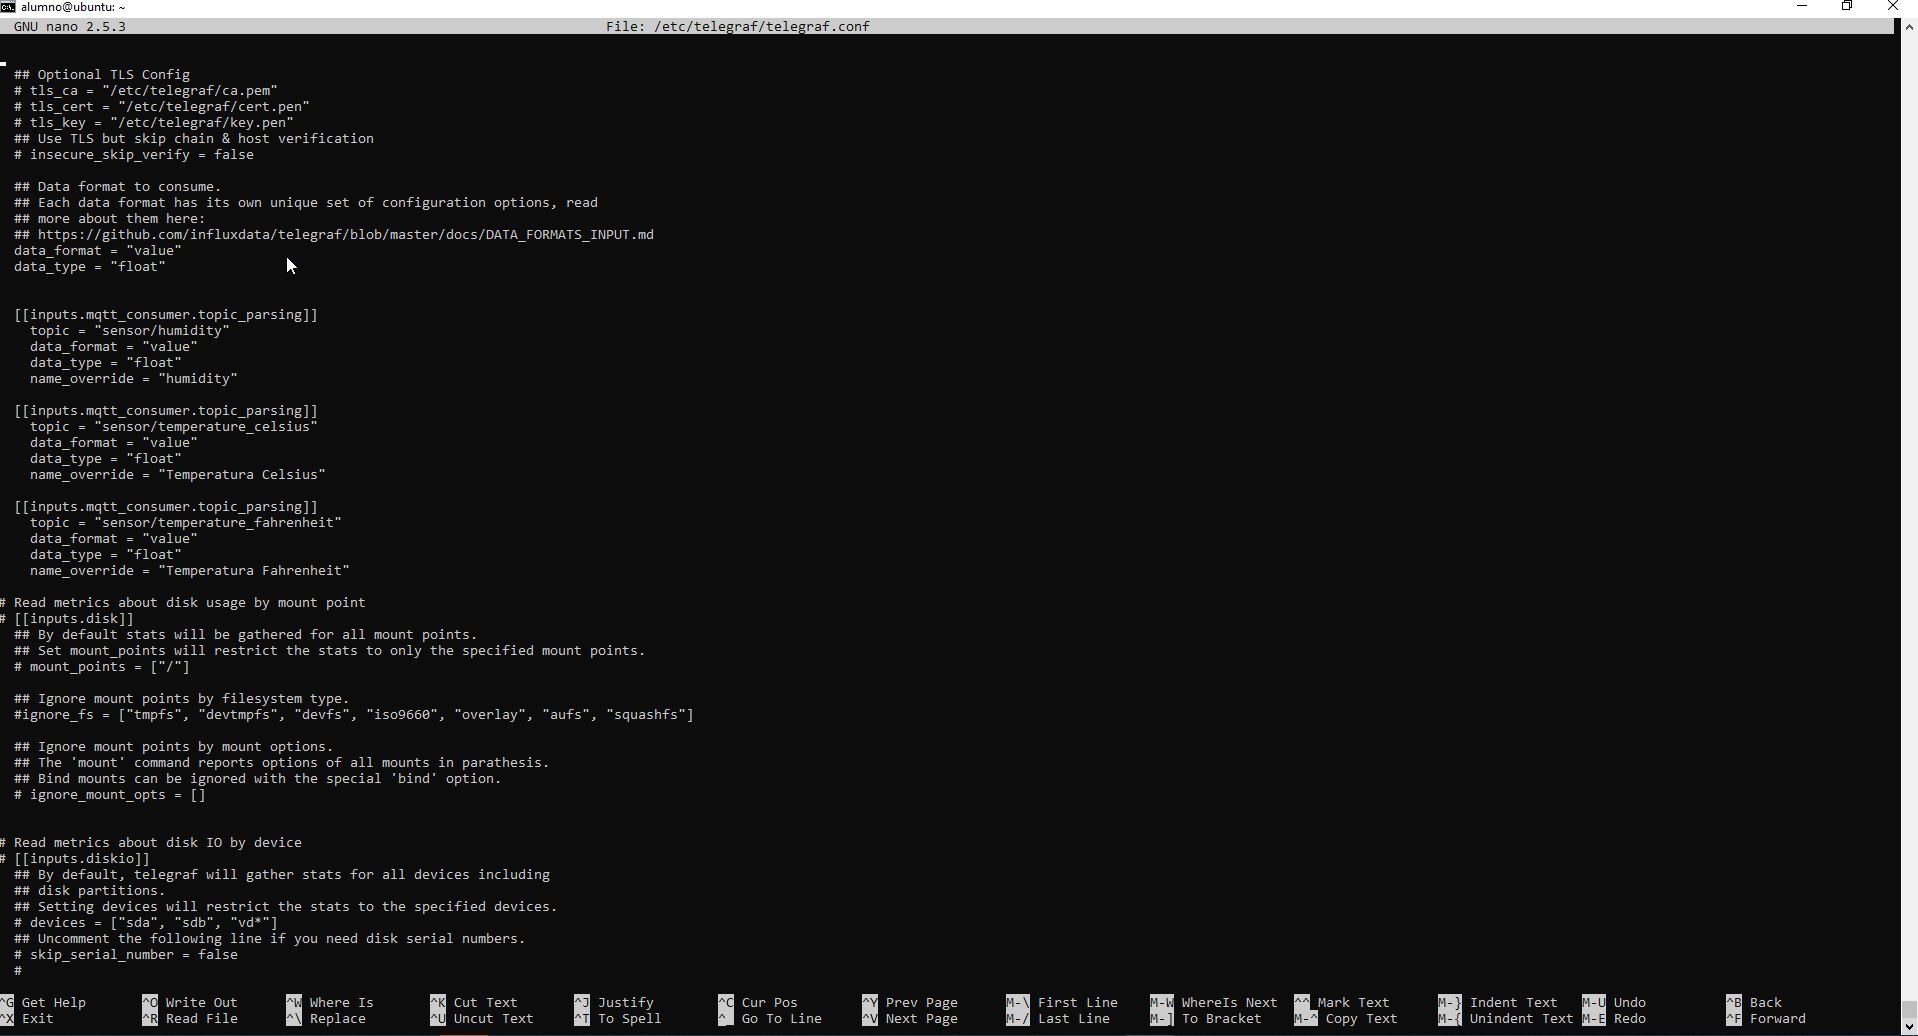 alumno@ubuntu: ~
GNU nano 2.5.3 File: /etc/telegraf/telegraf.conf
## Optional TLS Config
# tls_ca = "/etc/telegraf/ca.pem"
# tls_cert = "/etc/telegraf/cert.pen"
# tls_key = "/etc/telegraf/key.pen"
## Use TLS but skip chain & host verification
# insecure_skip_verify = false
## Data format to consume.
## Each data format has its own unique set of configuration options, read
## more about them here:
## https://github.com/influxdata/telegraf/blob/master/docs/DATA_FORMATS_INPUT.md
data_format = "value"
data_type = "float"
[[inputs.mqtt_consumer.topic_parsing]]
topic = "sensor/humidity"
data_format = "value"
data_type = "float"
name_override = "humidity"
[[inputs.mqtt_consumer.topic_parsing]]
topic = "sensor/temperature_celsius"
data_format = "value"
data_type = "float"
name_override = "Temperatura Celsius"
[[inputs.mqtt_consumer.topic_parsing]]
topic = "sensor/temperature_fahrenheit"
data_format = "value"
data_type = "float"
name_override = "Temperatura Fahrenheit"
# Read metrics about disk usage by mount point
# [[inputs.disk]]
## By default stats will be gathered for all mount points.
## Set mount_points will restrict the stats to only the specified mount points.
# mount_points = ["/"]
## Ignore mount points by filesystem type.
#ignore_fs = ["tmpfs", "devtmpfs", "devfs", "iso9660", "overlay", "aufs", "squashfs"]
## Ignore mount points by mount options.
## The 'mount' command reports options of all mounts in parathesis.
## Bind mounts can be ignored with the special 'bind' option.
# ignore_mount_opts = []
# Read metrics about disk IO by device
# [[inputs.diskio]]
## By default, telegraf will gather stats for all devices including
## disk partitions.
## Setting devices will restrict the stats to the specified devices.
# devices = ["sda", "sdb", "vd*"]
## Uncomment the following line if you need disk serial numbers.
# skip_serial_number = false
#
^G Get Help ^O Write Out ^W Where Is ^K Cut Text ^J Justify ^C Cur Pos ^Y Prev Page M-\ First Line M-W WhereIs Next ^^ Mark Text M-} Indent Text M-U Undo ^B Back
^X Exit ^R Read File ^\ Replace ^U Uncut Text ^T To Spell ^_ Go To Line ^V Next Page M-/ Last Line M-] To Bracket M-^ Copy Text M-{ Unindent Text M-E Redo ^F Forward